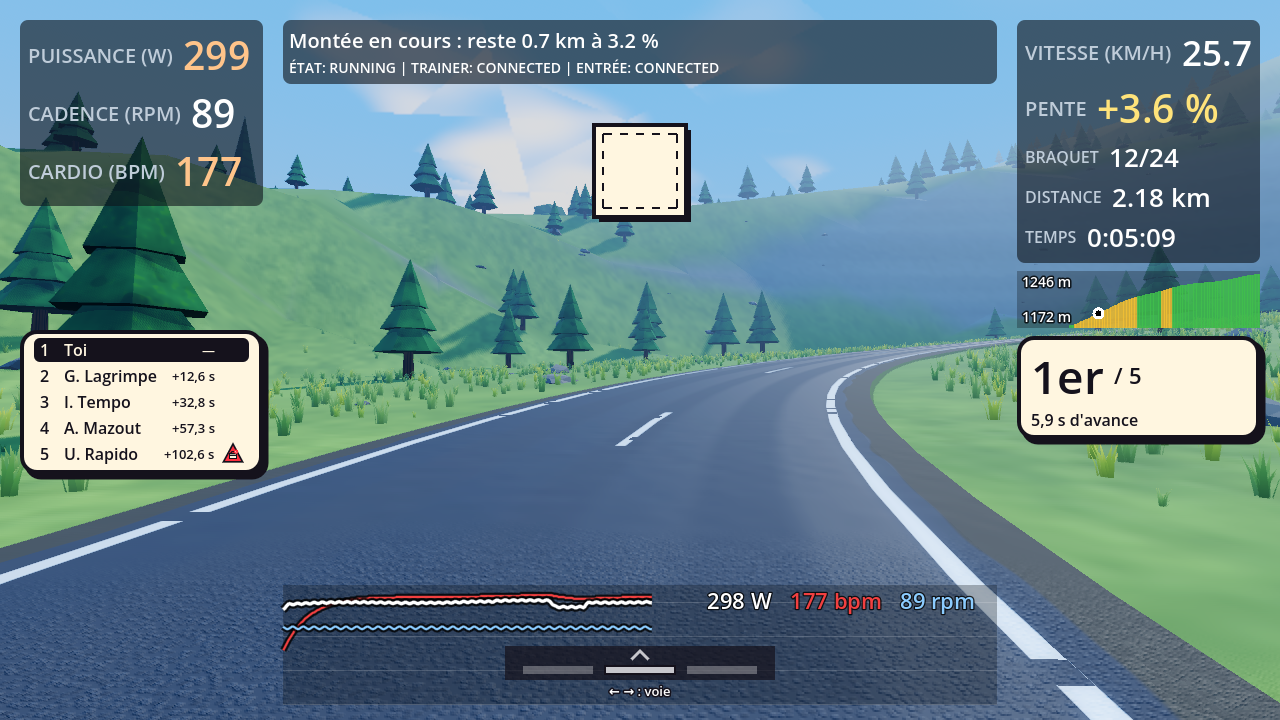 PUISSANCE (W) 299
CADENCE (RPM) 89
CARDIO (BPM) 177
Montée en cours : reste 0.7 km à 3.2 %
ÉTAT: RUNNING | TRAINER: CONNECTED | ENTRÉE: CONNECTED
VITESSE (KM/H) 25.7
PENTE +3.6 %
BRAQUET 12/24
DISTANCE 2.18 km
TEMPS 0:05:09
1246 m
1172 m
1 Toi —
2 G. Lagrimpe +12,6 s
3 I. Tempo +32,8 s
4 A. Mazout +57,3 s
5 U. Rapido +102,6 s
1er / 5
5,9 s d'avance
298 W 177 bpm 89 rpm
← → : voie